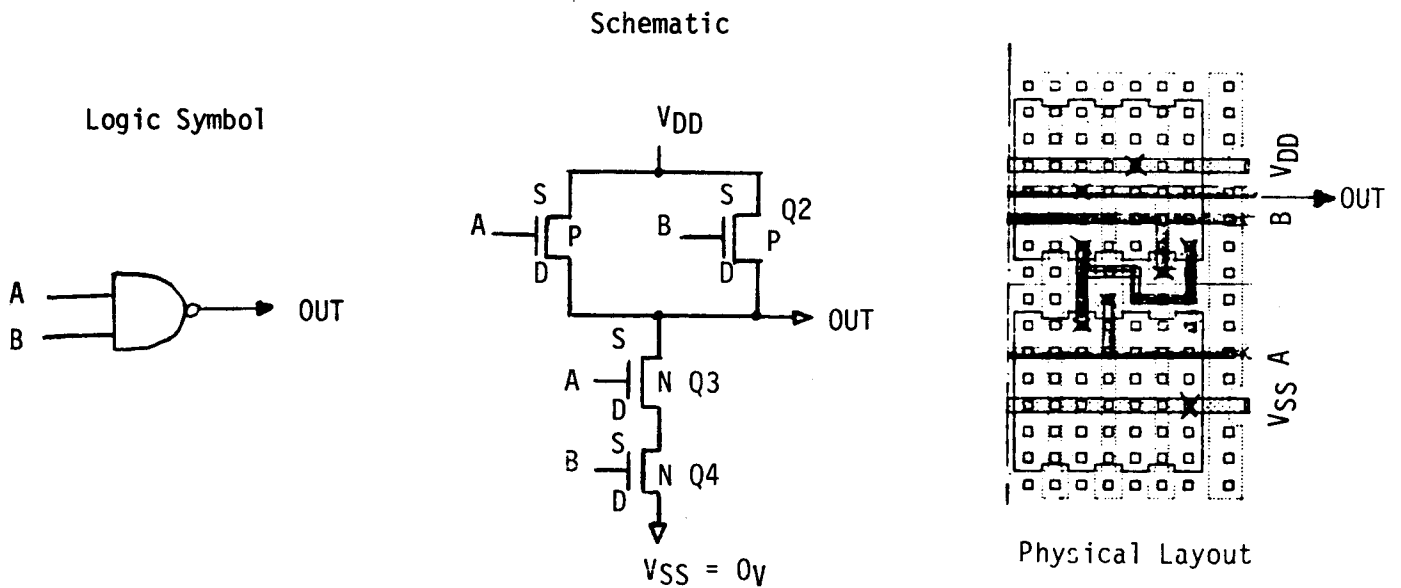 Schematic
Logic Symbol
A
B
OUT
VDD
S
A
P
D
S
Q2
B
P
D
OUT
S
A
N Q3
D
S
B
N Q4
D
VSS = 0V
VDD
OUT
B
A
VSS
Physical Layout